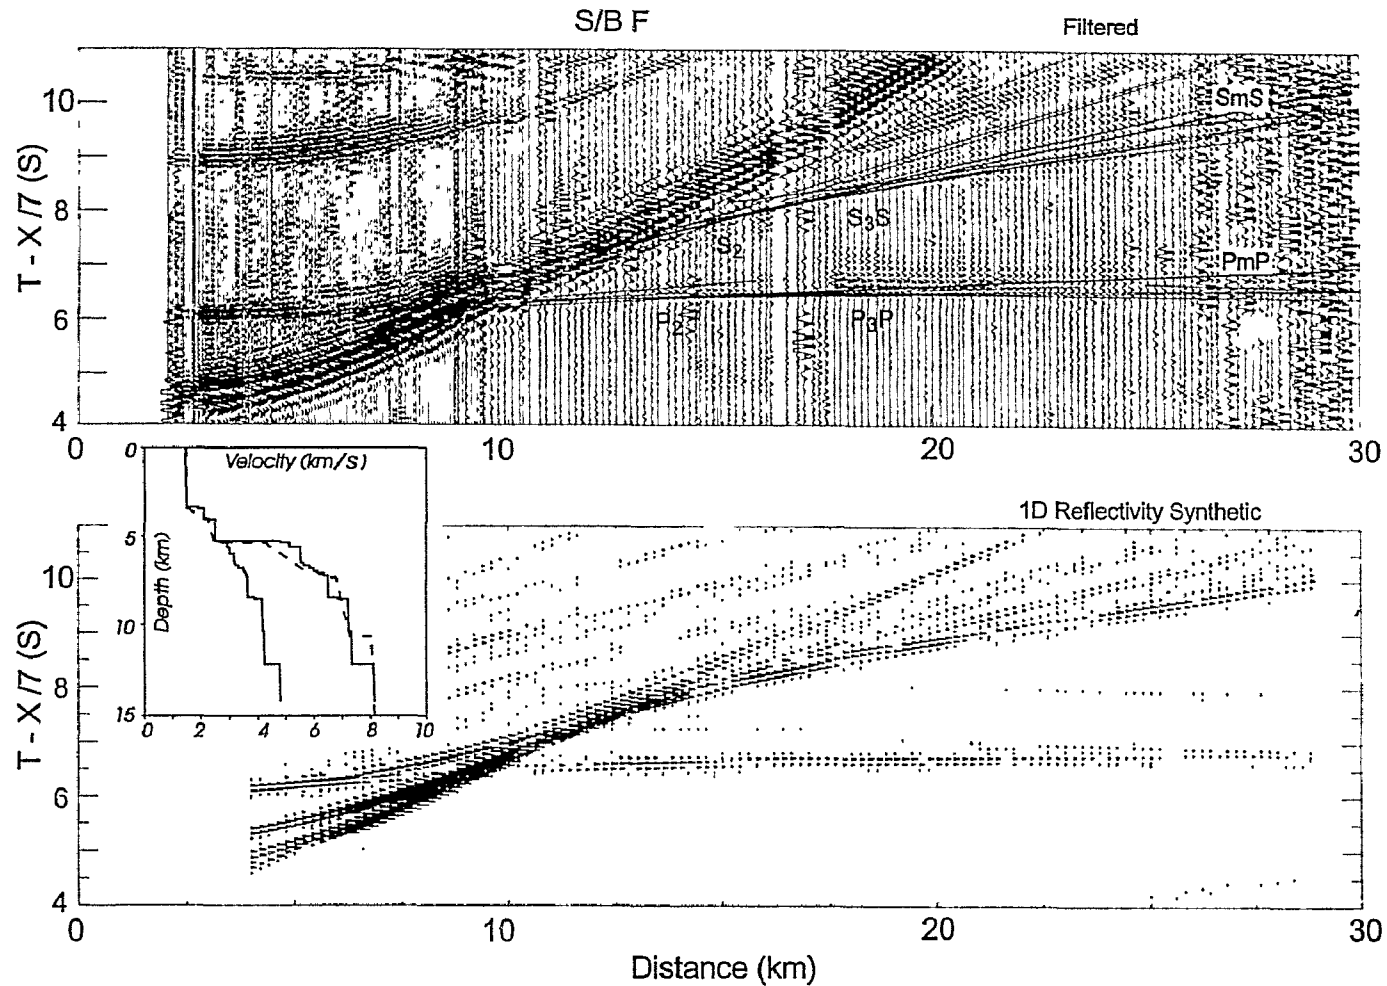 S/B F
Filtered
T - X /7 (S)
10
8
6
4
SmS
S3S
S2
PmP
P2
P3P
0 10 20 30
Velocity (km/s)
Depth (km)
0
5
10
15
0 2 4 6 8 10
1D Reflectivity Synthetic
T - X /7 (S)
10
8
6
4
0 10 20 30
Distance (km)